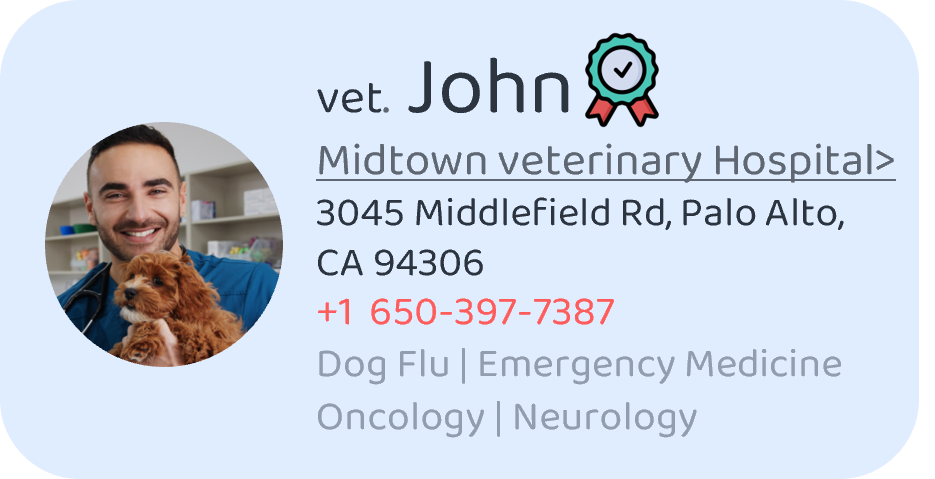 vet. John
Midtown veterinary Hospital>
3045 Middlefield Rd, Palo Alto,
CA 94306
+1 650-397-7387
Dog Flu | Emergency Medicine
Oncology | Neurology